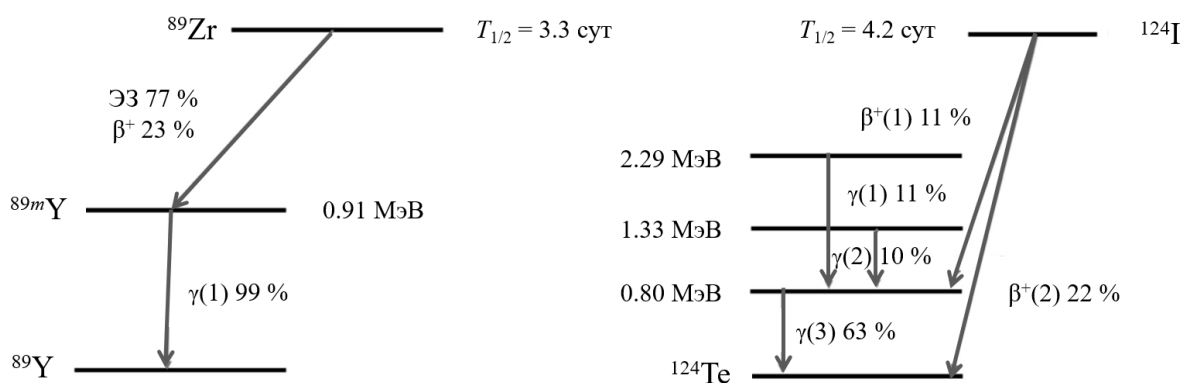 ⁸⁹Zr
T₁/₂ = 3.3 сут
ЭЗ 77 %
β⁺ 23 %
⁸⁹ᵐY
0.91 МэВ
γ(1) 99 %
⁸⁹Y
T₁/₂ = 4.2 сут
¹²⁴I
β⁺(1) 11 %
2.29 МэВ
γ(1) 11 %
1.33 МэВ
γ(2) 10 %
0.80 МэВ
β⁺(2) 22 %
γ(3) 63 %
¹²⁴Te